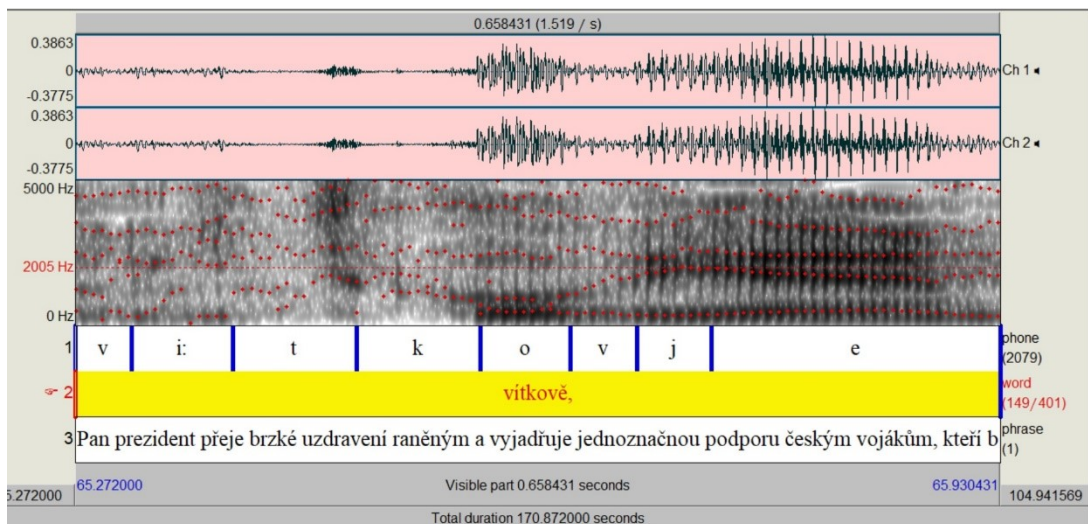 0.658431 (1.519 / s)
0.3863
0
-0.3775
Ch 1
0.3863
0
-0.3775
Ch 2
5000 Hz
2005 Hz
0 Hz
1 v i: t k o v j e phone (2079)
2 vítkově, word (149/401)
3 Pan prezident přeje brzké uzdravení raněným a vyjadřuje jednoznačnou podporu českým vojákům, kteří b phrase (1)
65.272000 Visible part 0.658431 seconds 65.930431
5.272000 104.941569
Total duration 170.872000 seconds